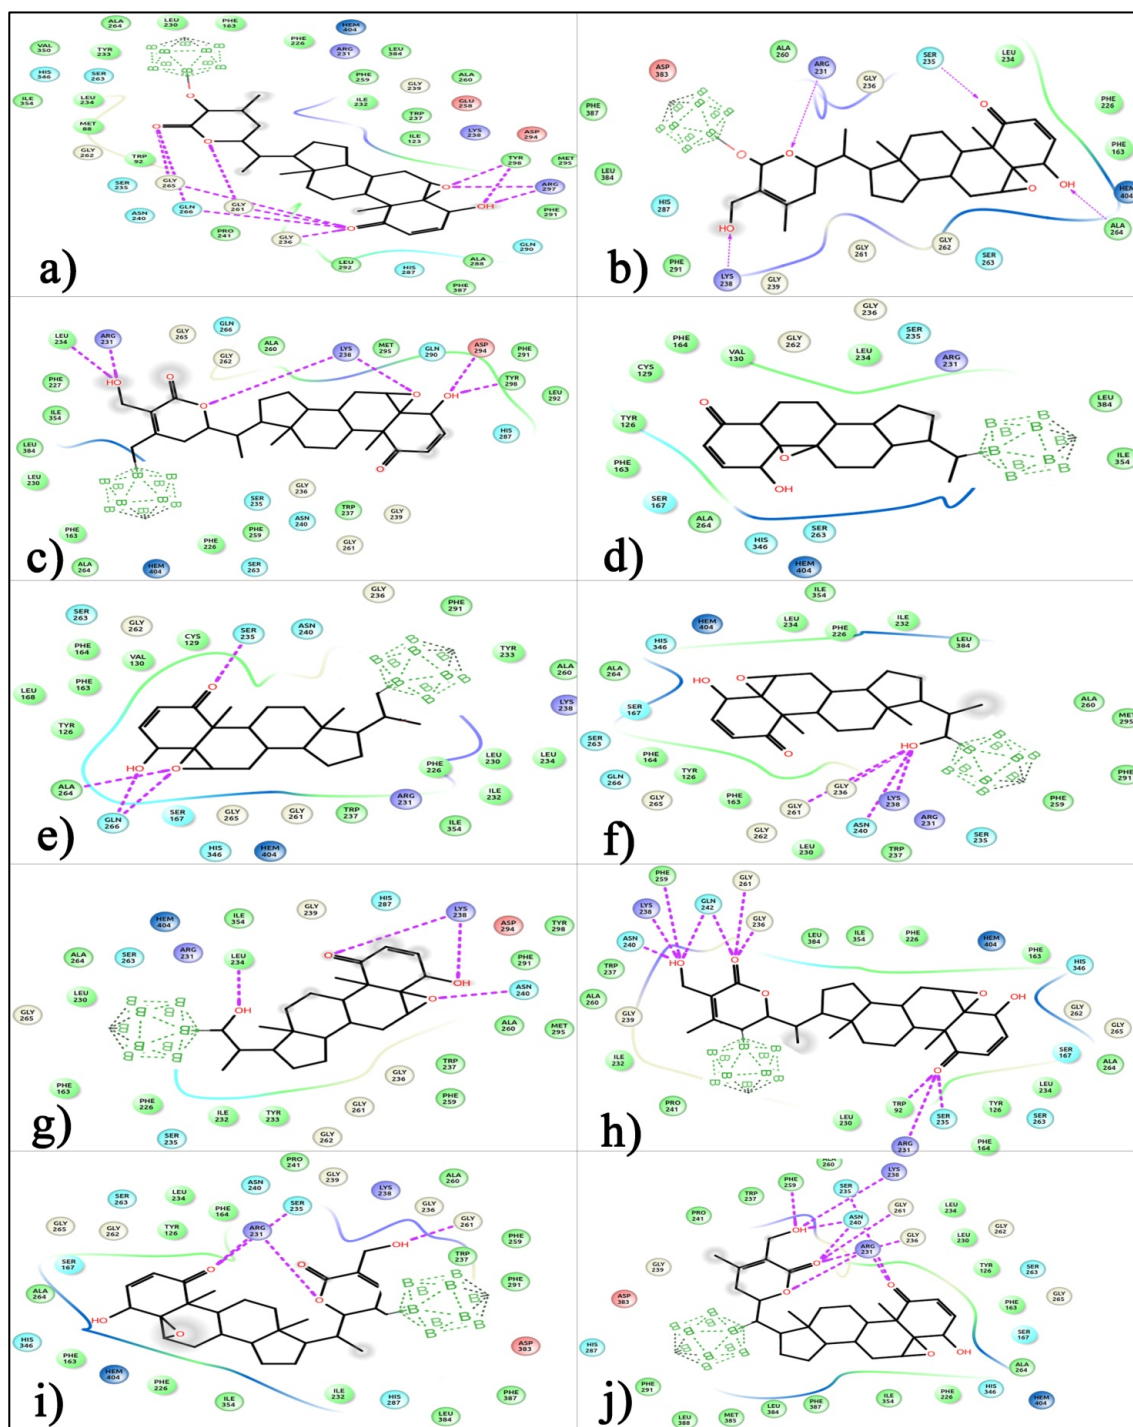 ALA 264
LEU 230
PHE 163
HEM 404
VAL 350
TYR 233
PHE 226
ARG 231
LEU 384
HIS 346
SER 263
PHE 259
GLY 239
ALA 260
ILE 354
LEU 234
ILE 232
GLU 258
MET 88
TRP 237
LYS 238
ASP 294
GLY 262
TRP 92
ILE 123
TYR 298
MET 295
SER 235
GLY 265
O
O
O
O
OH
ARG 297
ASN 240
GLN 266
GLY 261
PHE 291
PRO 241
GLY 236
O
GLN 290
LEU 292
HIS 287
ALA 288
PHE 387
a)
ALA 260
ARG 231
SER 235
LEU 234
ASP 383
GLY 236
PHE 226
PHE 387
O
PHE 163
LEU 384
O
O
OH
HEM 404
HIS 287
HO
O
ALA 264
PHE 291
GLY 261
GLY 262
SER 263
LYS 238
GLY 239
b)
LEU 234
ARG 231
GLY 265
GLN 266
ALA 260
LYS 238
MET 295
GLN 290
ASP 294
PHE 291
GLY 262
TYR 298
PHE 227
HO
O
O
O
OH
LEU 292
ILE 354
HIS 287
LEU 384
O
LEU 230
SER 235
GLY 236
TRP 237
GLY 239
ASN 240
PHE 163
PHE 226
PHE 259
GLY 261
ALA 264
HEM 404
SER 263
c)
GLY 236
PHE 164
GLY 262
SER 235
VAL 130
LEU 234
ARG 231
CYS 129
LEU 384
TYR 126
O
O
OH
ILE 354
PHE 163
SER 167
ALA 264
HIS 346
SER 263
HEM 404
d)
SER 263
GLY 236
PHE 291
GLY 262
CYS 129
SER 235
ASN 240
PHE 164
VAL 130
TYR 233
ALA 260
LEU 168
PHE 163
O
LYS 238
TYR 126
HO
O
PHE 226
LEU 230
LEU 234
ALA 264
ARG 231
ILE 232
GLN 266
SER 167
GLY 265
GLY 261
TRP 237
ILE 354
HIS 346
HEM 404
e)
ILE 354
HEM 404
LEU 234
PHE 226
ILE 232
LEU 384
HIS 346
ALA 264
HO
O
SER 167
ALA 260
MET 295
SER 263
O
HO
PHE 164
TYR 126
GLN 266
GLY 236
PHE 291
GLY 265
PHE 163
GLY 261
LYS 238
PHE 259
ARG 231
GLY 262
ASN 240
SER 235
LEU 230
TRP 237
f)
HEM 404
ILE 354
GLY 239
HIS 287
LYS 238
ASP 294
TYR 298
ALA 264
SER 263
ARG 231
LEU 234
O
PHE 291
OH
OH
O
ASN 240
LEU 230
GLY 265
ALA 260
MET 295
TRP 237
PHE 163
GLY 236
PHE 226
ILE 232
TYR 233
GLY 261
PHE 259
SER 235
GLY 262
g)
PHE 259
GLY 261
LYS 238
GLN 242
GLY 236
ASN 240
LEU 384
ILE 354
PHE 226
HEM 404
PHE 163
TRP 237
HO
O
HIS 346
ALA 260
O
O
OH
GLY 262
GLY 239
GLY 265
SER 167
ILE 232
O
ALA 264
LEU 234
PRO 241
TRP 92
TYR 126
LEU 230
SER 235
SER 263
ARG 231
PHE 164
h)
PRO 241
SER 263
LEU 234
ASN 240
GLY 239
LYS 238
ALA 260
SER 235
GLY 236
GLY 265
GLY 262
PHE 164
ARG 231
GLY 261
TYR 126
OH
PHE 259
TRP 237
SER 167
O
O
PHE 291
ALA 264
O
HO
O
HIS 346
PHE 163
ASP 383
HEM 404
PHE 226
ILE 354
ILE 232
HIS 287
PHE 387
LEU 384
i)
ALA 260
PHE 259
SER 235
LYS 238
TRP 237
GLY 261
LEU 234
PRO 241
OH
ASN 240
GLY 262
GLY 236
LEU 230
ARG 231
O
TYR 126
SER 263
GLY 239
O
O
GLY 265
ASP 383
PHE 163
SER 167
HIS 287
O
OH
ALA 264
PHE 291
HIS 346
LEU 388
MET 385
LEU 384
PHE 387
ILE 354
PHE 226
HEM 404
j)